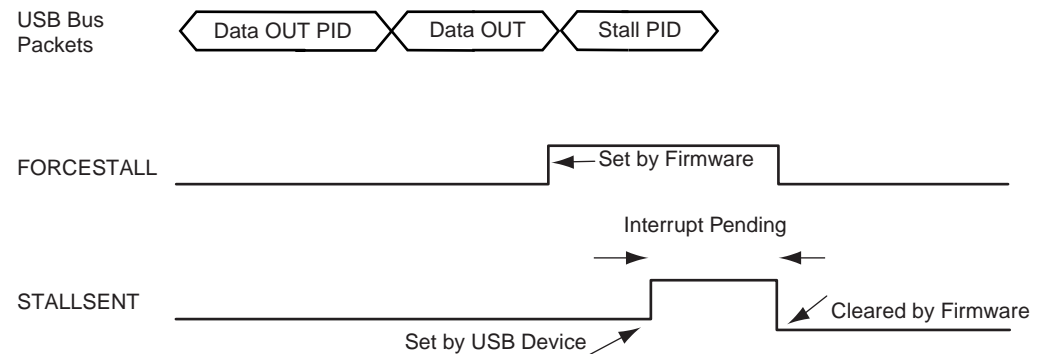 USB Bus
Packets
Data OUT PID
Data OUT
Stall PID
FORCESTALL
Set by Firmware
Interrupt Pending
STALLSENT
Cleared by Firmware
Set by USB Device